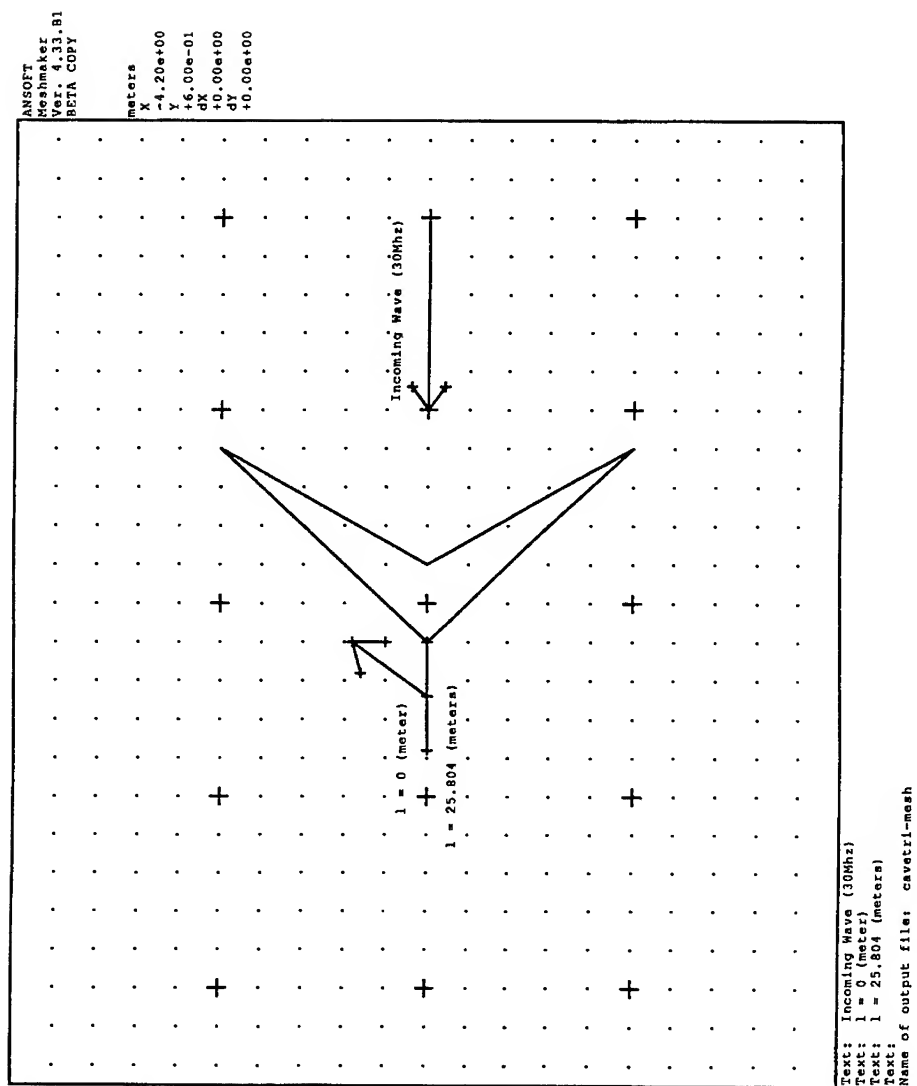 ANSOFT
Meshmaker
Ver. 4.33.B1
BETA COPY
meters
X
-4.20e+00
Y
+6.00e-01
dX
+0.00e+00
dY
+0.00e+00
Incoming Wave (30Mhz)
l = 0 (meter)
l = 25.804 (meters)
Text: Incoming Wave (30Mhz)
Text: l = 0 (meter)
Text: l = 25.804 (meters)
Text:
Name of output file: cavetri-mesh